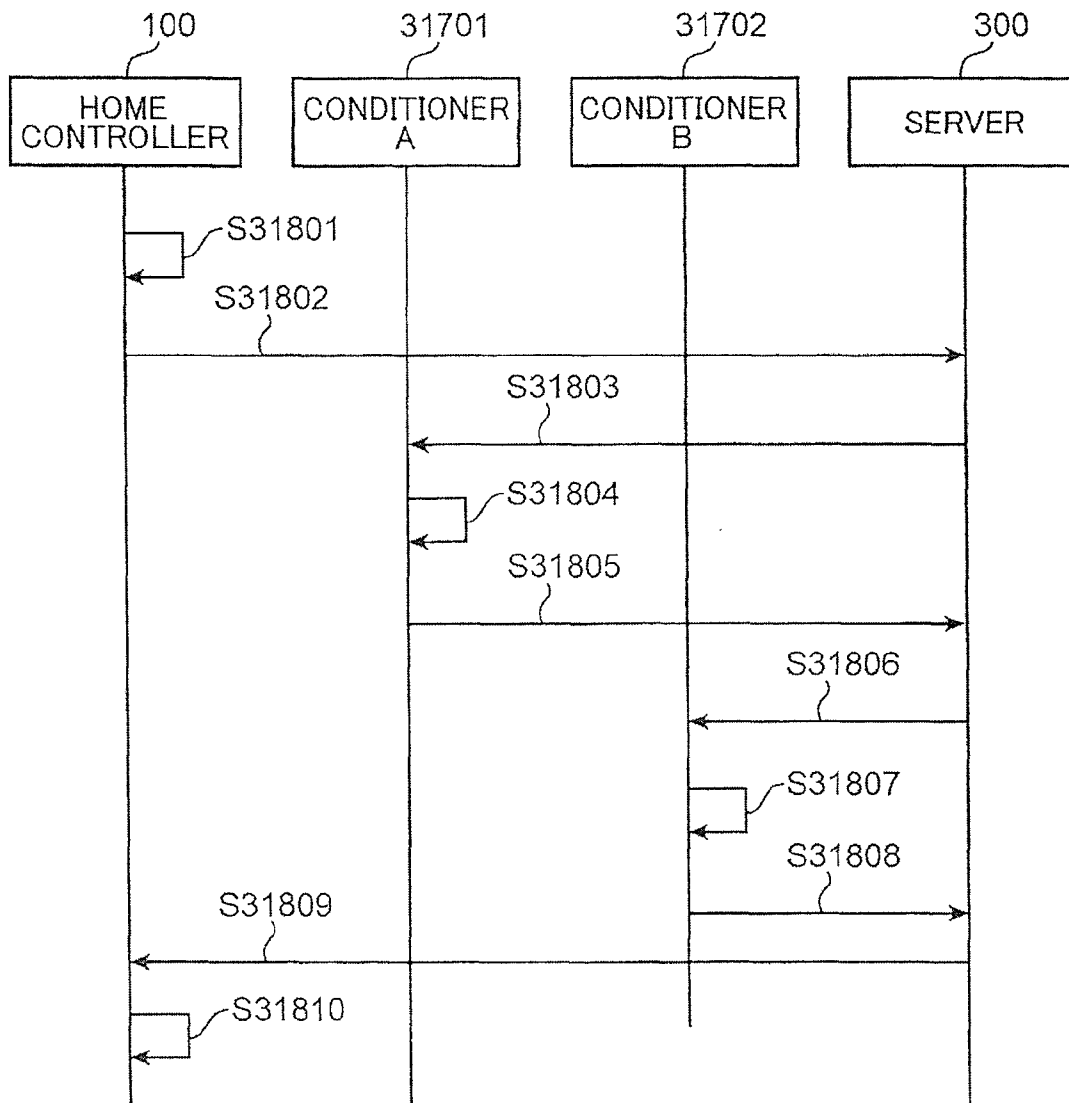 100
31701
31702
300
HOME
CONTROLLER
CONDITIONER
A
CONDITIONER
B
SERVER
S31801
S31802
S31803
S31804
S31805
S31806
S31807
S31808
S31809
S31810